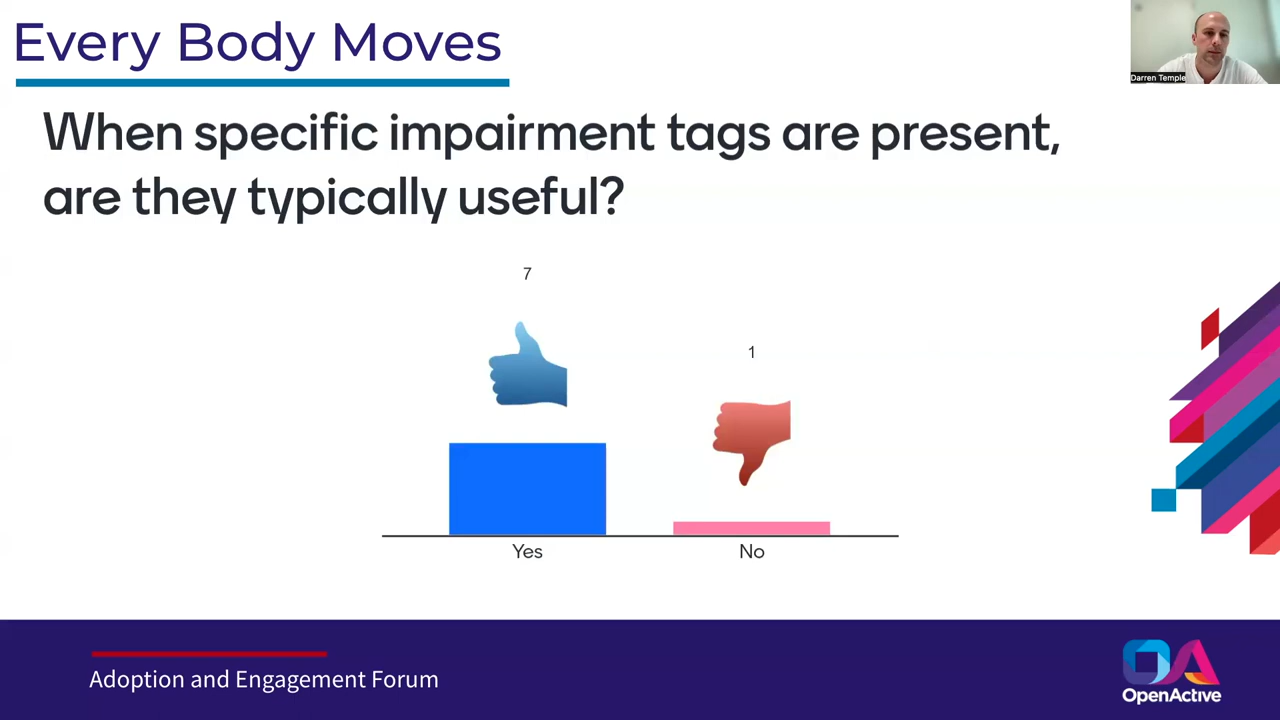 Every Body Moves
Darren Temple
When specific impairment tags are present,
are they typically useful?
7
1
Yes
No
Adoption and Engagement Forum
OA
OpenActive